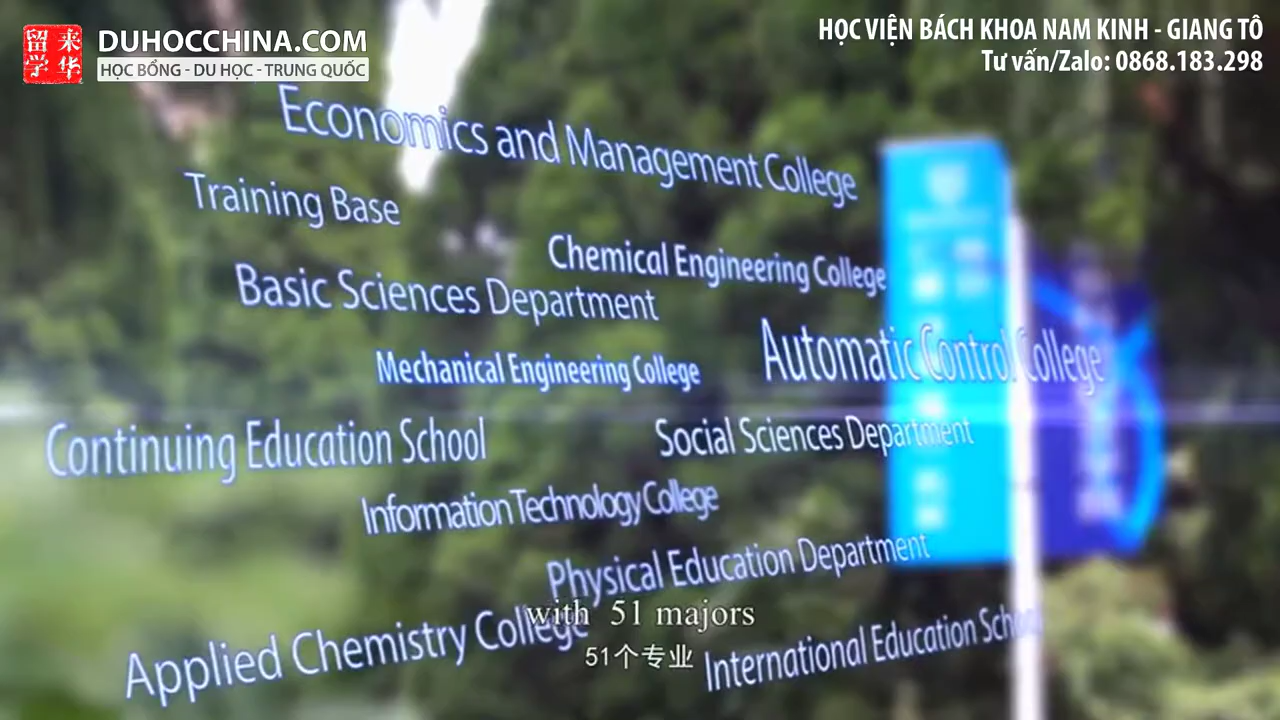 留学
来华
DUHOCCHINA.COM
HỌC BỔNG - DU HỌC - TRUNG QUỐC
HỌC VIỆN BÁCH KHOA NAM KINH - GIANG TÔ
Tư vấn/Zalo: 0868.183.298
Economics and Management College
Training Base
Chemical Engineering College
Basic Sciences Department
Automatic Control College
Mechanical Engineering College
Continuing Education School
Social Sciences Department
Information Technology College
Physical Education Department
Applied Chemistry College
International Education School
with 51 majors
51个专业